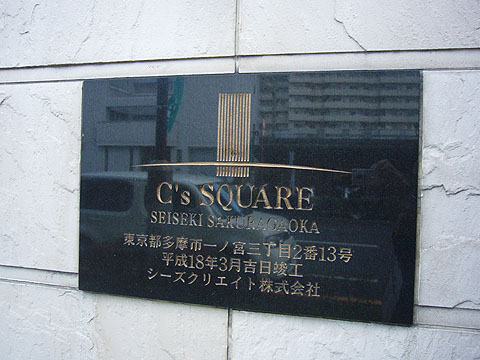 C's SQUARE
SEISEKI SAKURAGAOKA
東京都多摩市一ノ宮三丁目2番13号
平成18年3月吉日竣工
シーズクリエイト株式会社